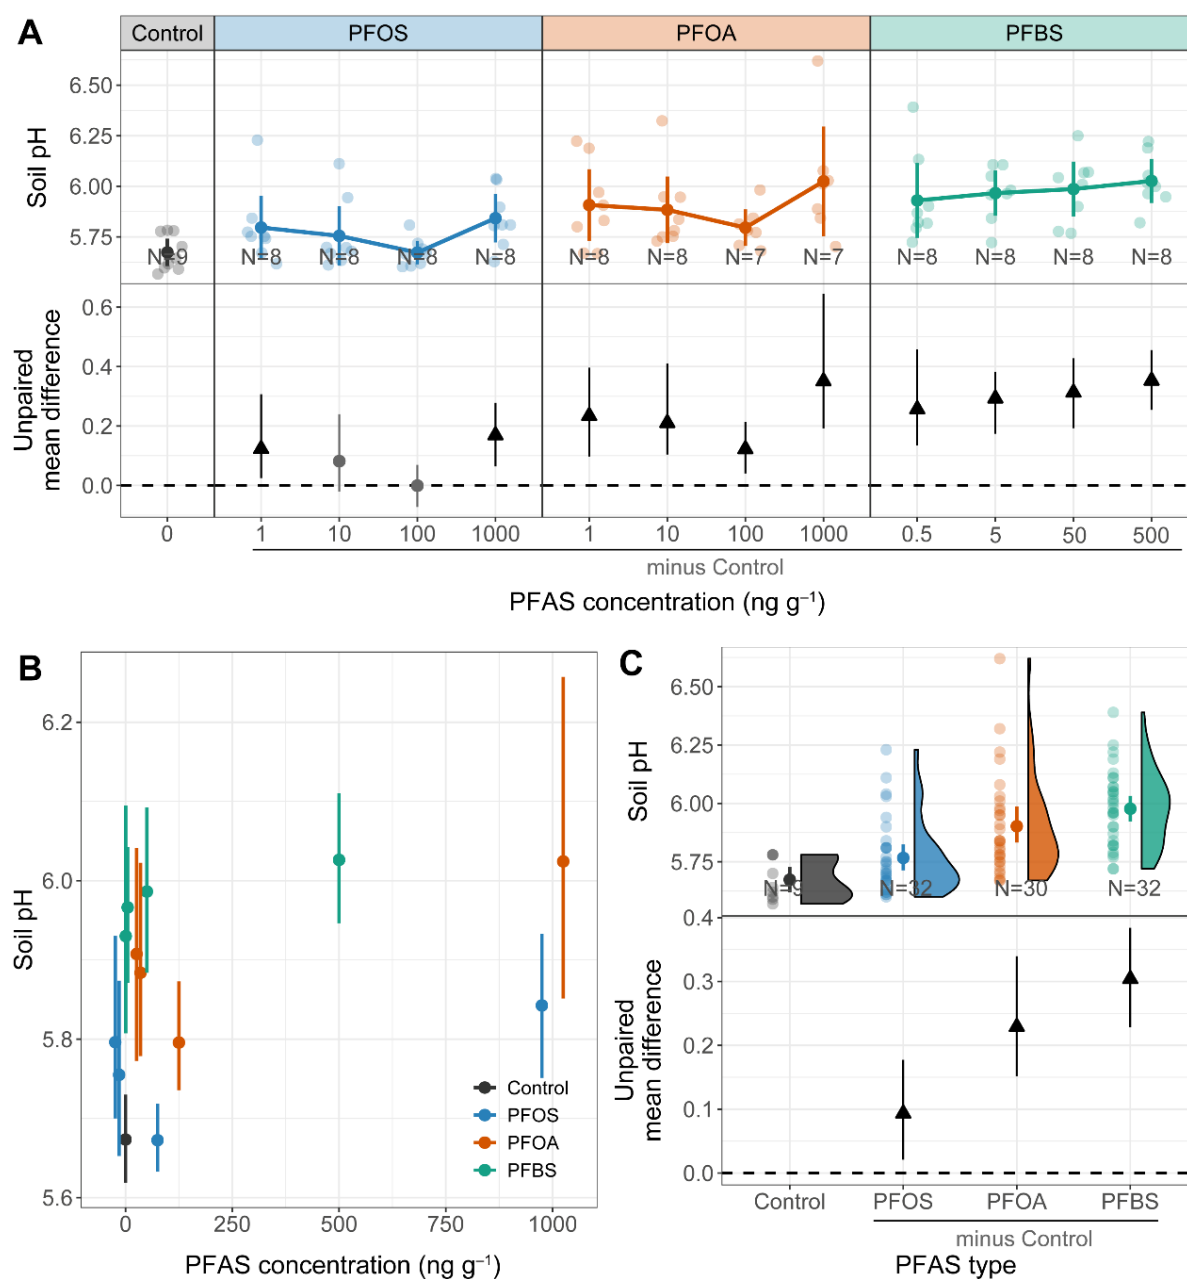 A
Control PFOS PFOA PFBS
Soil pH
6.50
6.25
6.00
5.75
N=9 N=8 N=8 N=8 N=8 N=8 N=8 N=7 N=7 N=8 N=8 N=8 N=8
Unpaired
mean difference
0.6
0.4
0.2
0.0
0 1 10 100 1000 1 10 100 1000 0.5 5 50 500
minus Control
PFAS concentration (ng g⁻¹)
B
Soil pH
6.2
6.0
5.8
5.6
Control
PFOS
PFOA
PFBS
0 250 500 750 1000
PFAS concentration (ng g⁻¹)
C
Soil pH
6.50
6.25
6.00
5.75
N=9 N=32 N=30 N=32
Unpaired
mean difference
0.4
0.3
0.2
0.1
0.0
Control PFOS PFOA PFBS
minus Control
PFAS type